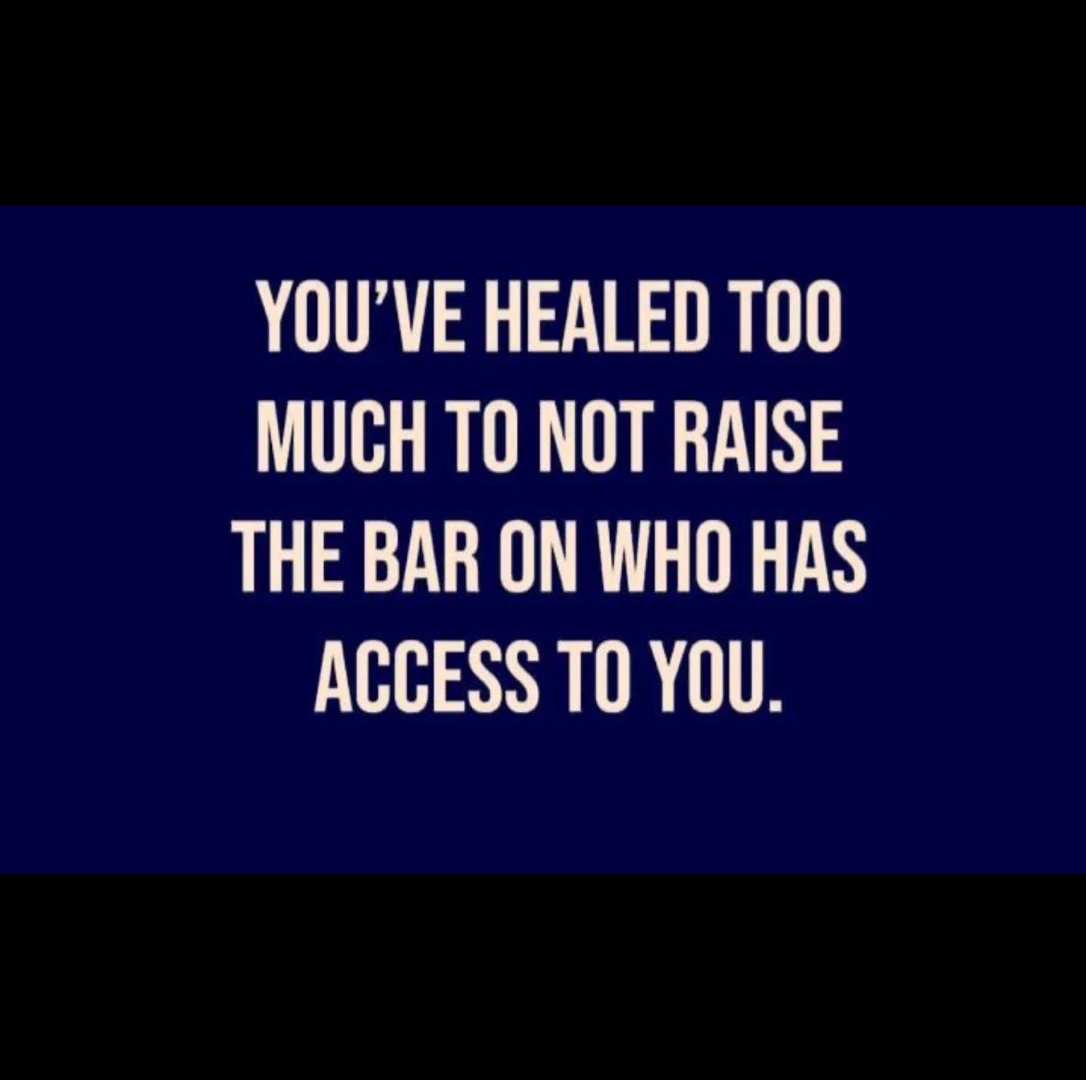 YOU’VE HEALED TOO
MUCH TO NOT RAISE
THE BAR ON WHO HAS
ACCESS TO YOU.